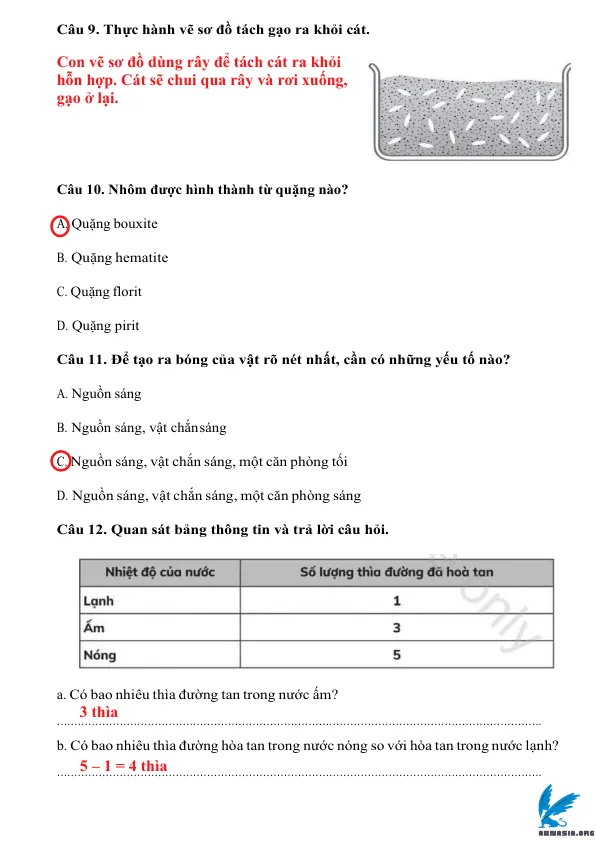 Câu 9. Thực hành vẽ sơ đồ tách gạo ra khỏi cát.
Con vẽ sơ đồ dùng rây để tách cát ra khỏi
hỗn hợp. Cát sẽ chui qua rây và rơi xuống,
gạo ở lại.
Câu 10. Nhôm được hình thành từ quặng nào?
A. Quặng bouxite
B. Quặng hematite
C. Quặng florit
D. Quặng pirit
Câu 11. Để tạo ra bóng của vật rõ nét nhất, cần có những yếu tố nào?
A. Nguồn sáng
B. Nguồn sáng, vật chắn sáng
C. Nguồn sáng, vật chắn sáng, một căn phòng tối
D. Nguồn sáng, vật chắn sáng, một căn phòng sáng
Câu 12. Quan sát bảng thông tin và trả lời câu hỏi.
Nhiệt độ của nước Số lượng thìa đường đã hoà tan
Lạnh 1
Ấm 3
Nóng 5
a. Có bao nhiêu thìa đường tan trong nước ấm?
3 thìa
b. Có bao nhiêu thìa đường hòa tan trong nước nóng so với hòa tan trong nước lạnh?
5 – 1 = 4 thìa
ABNASIA.ORG